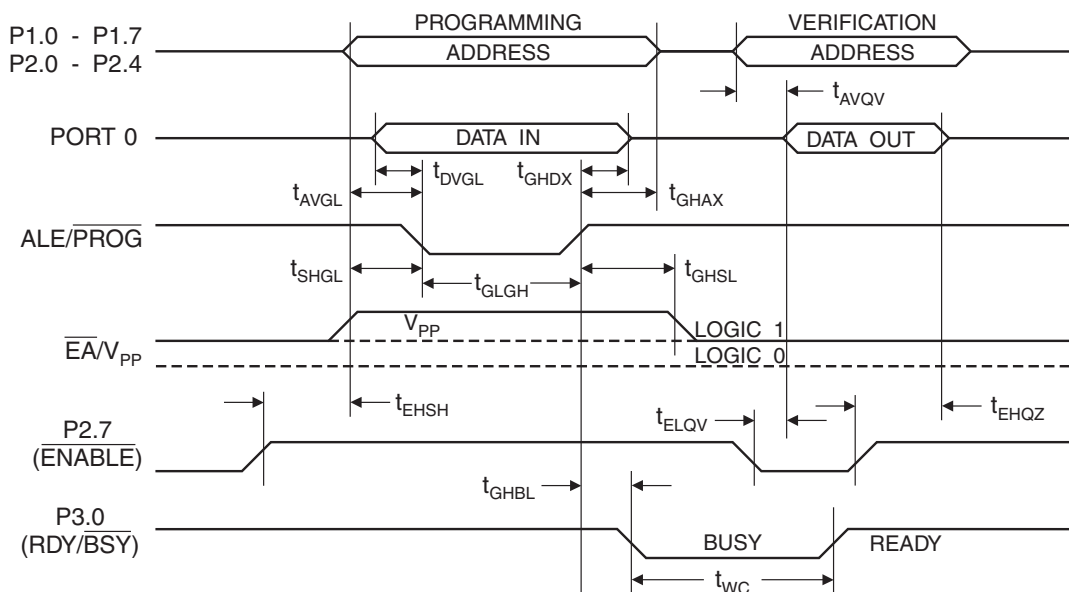 PROGRAMMING
VERIFICATION
P1.0 - P1.7
P2.0 - P2.4
ADDRESS
ADDRESS
tAVQV
PORT 0
DATA IN
DATA OUT
tDVGL
tGHDX
tAVGL
tGHAX
ALE/PROG
tSHGL
tGLGH
tGHSL
VPP
LOGIC 1
EA/VPP
LOGIC 0
tEHSH
tELQV
tEHQZ
P2.7
(ENABLE)
tGHBL
P3.0
(RDY/BSY)
BUSY
READY
tWC